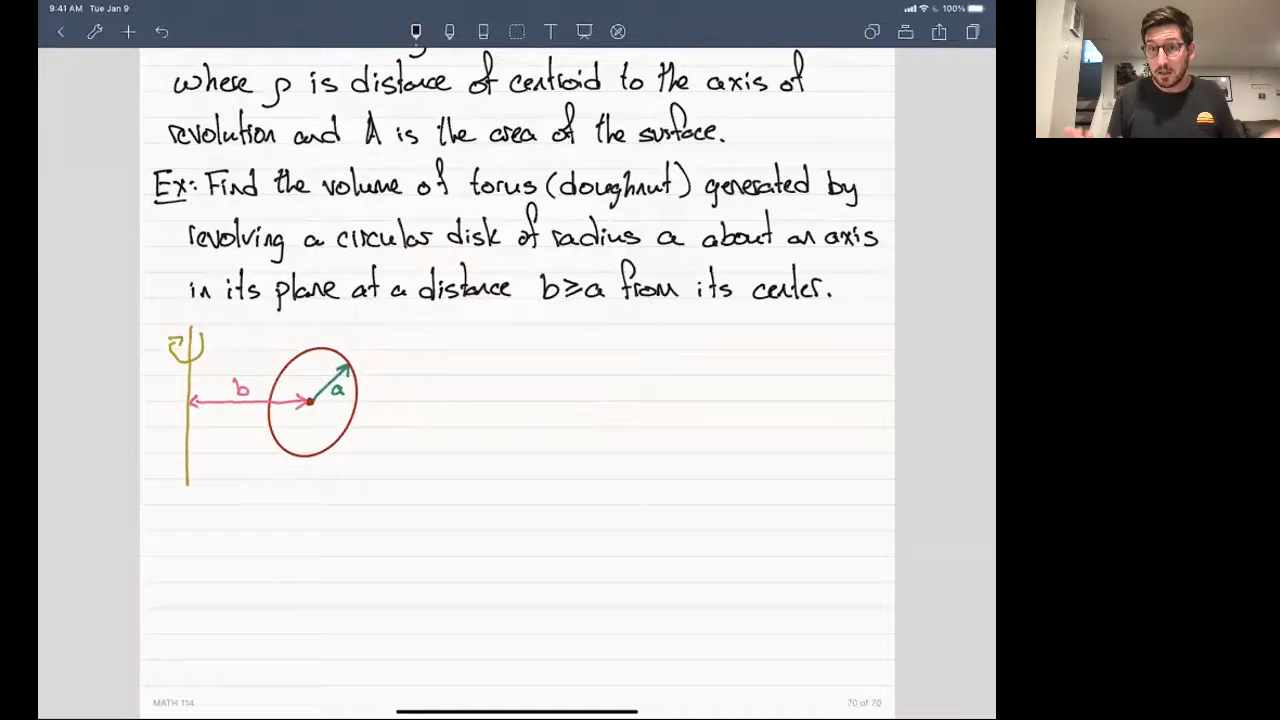 9:41 AM Tue Jan 9
100%
where ρ is distance of centroid to the axis of
revolution and A is the area of the surface.
Ex: Find the volume of torus (doughnut) generated by
revolving a circular disk of radius a about an axis
in its plane at a distance b ≥ a from its center.
b
a
MATH 114
70 of 70